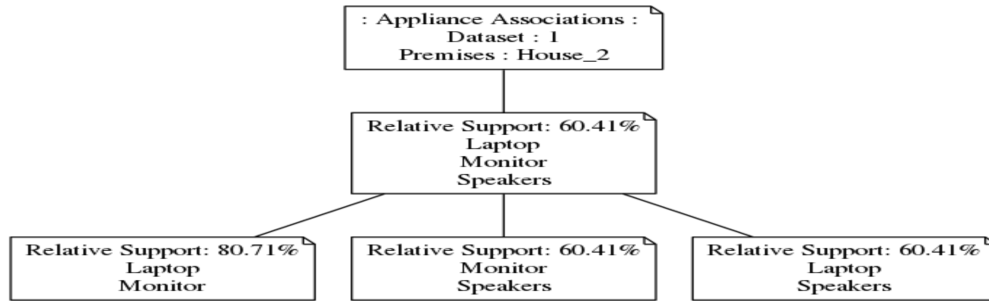 : Appliance Associations :
Dataset : 1
Premises : House_2
Relative Support: 60.41%
Laptop
Monitor
Speakers
Relative Support: 80.71%
Laptop
Monitor
Relative Support: 60.41%
Monitor
Speakers
Relative Support: 60.41%
Laptop
Speakers